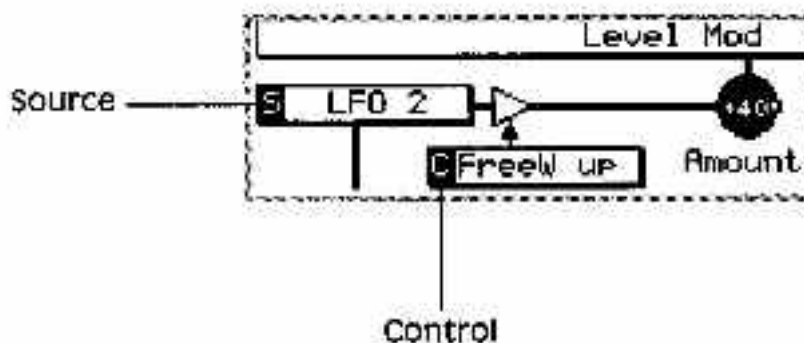 Level Mod
Source
S LFO 2
C FreeW up
Amount
Control